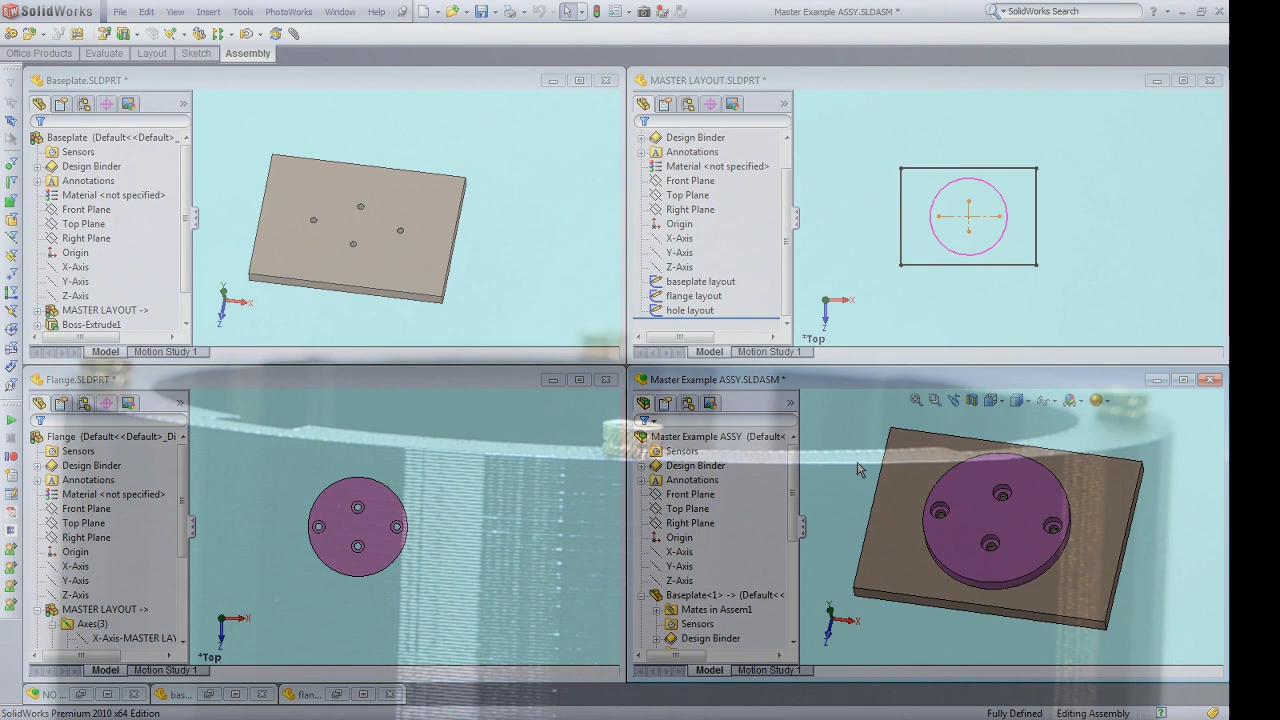 SolidWorks File Edit View Insert Tools PhotoWorks Window Help Master Example ASSY.SLDASM * SolidWorks Search
Office Products Evaluate Layout Sketch Assembly
Baseplate.SLDPRT *
Baseplate (Default<<Default>_
Sensors
Design Binder
Annotations
Material <not specified>
Front Plane
Top Plane
Right Plane
Origin
X-Axis
Y-Axis
Z-Axis
MASTER LAYOUT ->
Boss-Extrude1
Y
X
Z
Model Motion Study 1
MASTER LAYOUT.SLDPRT *
Design Binder
Annotations
Material <not specified>
Front Plane
Top Plane
Right Plane
Origin
X-Axis
Y-Axis
Z-Axis
baseplate layout
flange layout
hole layout
X
Z
*Top
Model Motion Study 1
Flange.SLDPRT *
Flange (Default<<Default>_Di
Sensors
Design Binder
Annotations
Material <not specified>
Front Plane
Top Plane
Right Plane
Origin
X-Axis
Y-Axis
Z-Axis
MASTER LAYOUT ->
Axes(3)
X-Axis-MASTER LAY
X
Z
*Top
Model Motion Study 1
Master Example ASSY.SLDASM *
Master Example ASSY (Default<
Sensors
Design Binder
Annotations
Front Plane
Top Plane
Right Plane
Origin
X-Axis
Y-Axis
Z-Axis
Baseplate<1> -> (Default<<
Mates in Assem1
Sensors
Design Binder
Y
X
Z
Model Motion Study 1
NO ... bas... flan...
SolidWorks Premium 2010 x64 Edition Fully Defined Editing Assembly